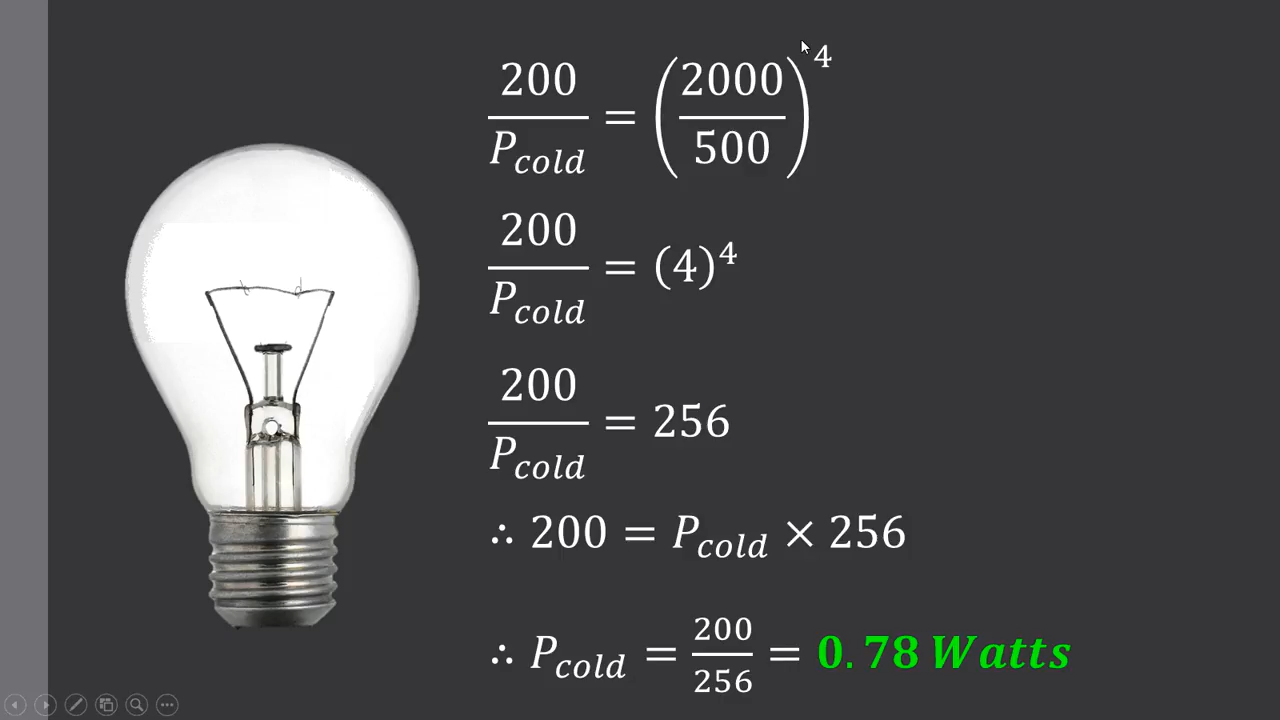 200/P_cold = (2000/500)^4
200/P_cold = (4)^4
200/P_cold = 256
∴ 200 = P_cold × 256
∴ P_cold = 200/256 = 0.78 Watts